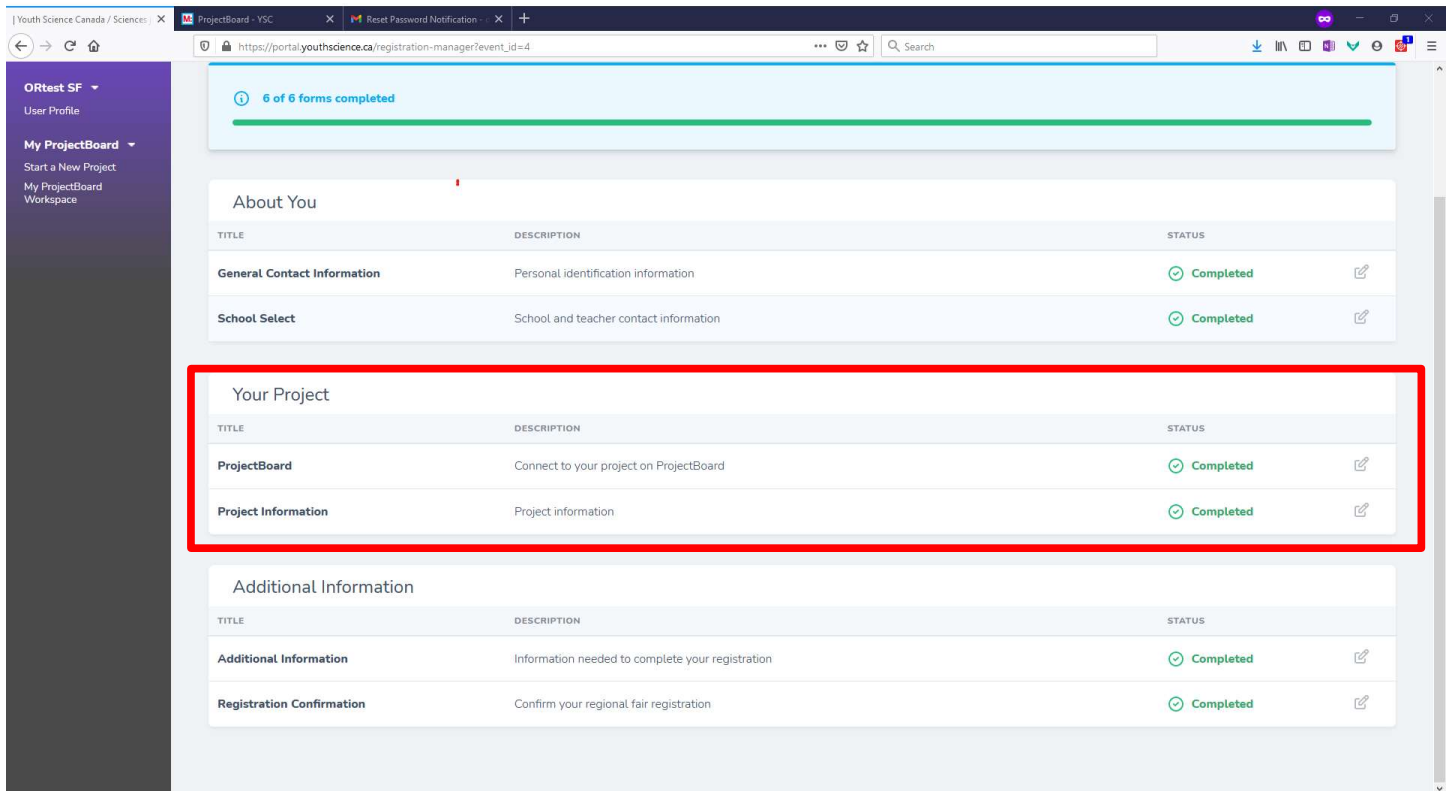 | Youth Science Canada / Sciences
ProjectBoard - YSC
Reset Password Notification -
https://portal.youthscience.ca/registration-manager?event_id=4
Search
1
ORtest SF
User Profile
My ProjectBoard
Start a New Project
My ProjectBoard
Workspace
6 of 6 forms completed
About You
TITLE DESCRIPTION STATUS
General Contact Information Personal identification information Completed
School Select School and teacher contact information Completed
Your Project
TITLE DESCRIPTION STATUS
ProjectBoard Connect to your project on ProjectBoard Completed
Project Information Project information Completed
Additional Information
TITLE DESCRIPTION STATUS
Additional Information Information needed to complete your registration Completed
Registration Confirmation Confirm your regional fair registration Completed